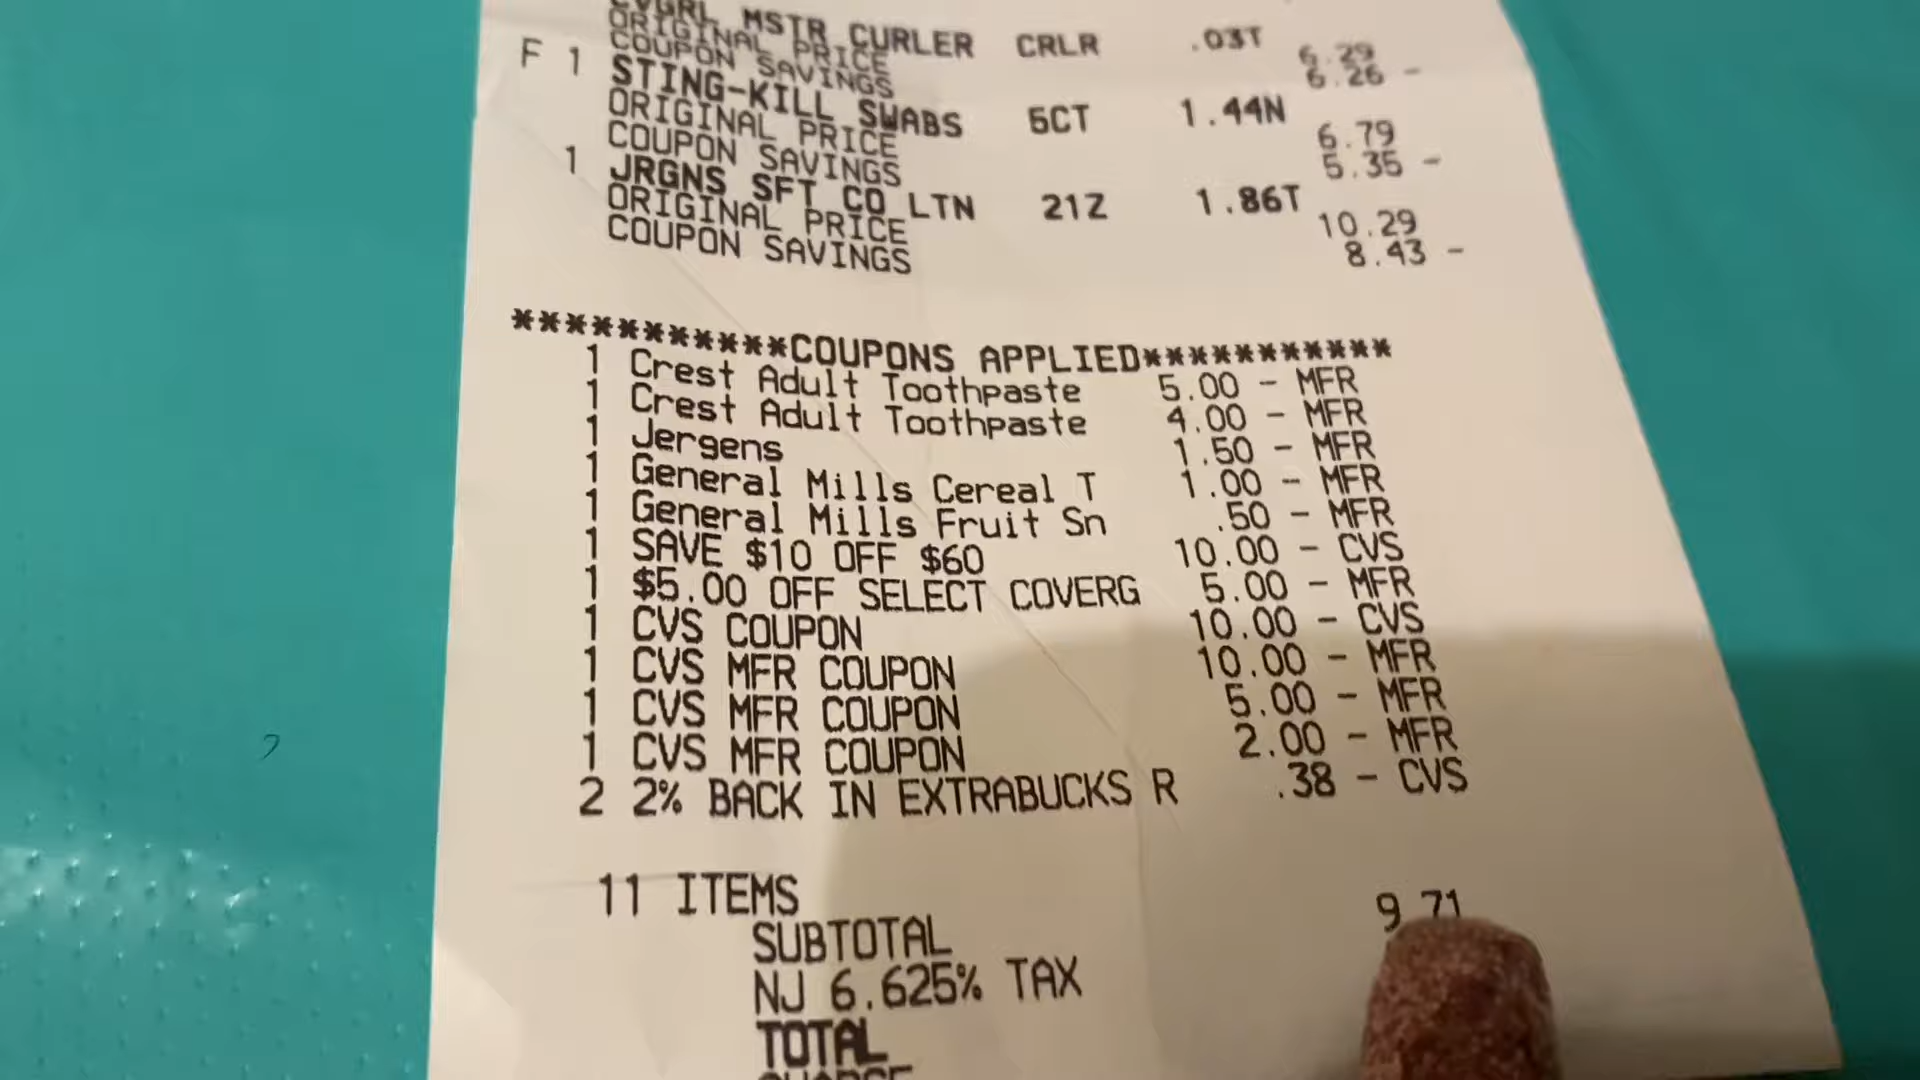 CVGRL MSTR CURLER CRLR .03T
ORIGINAL PRICE 6.29
COUPON SAVINGS 6.26 -
F 1 STING-KILL SWABS 5CT 1.44N
ORIGINAL PRICE 6.79
COUPON SAVINGS 5.35 -
1 JRGNS SFT CO LTN 21Z 1.86T
ORIGINAL PRICE 10.29
COUPON SAVINGS 8.43 -
***********COUPONS APPLIED***********
1 Crest Adult Toothpaste 5.00 - MFR
1 Crest Adult Toothpaste 4.00 - MFR
1 Jergens 1.50 - MFR
1 General Mills Cereal T 1.00 - MFR
1 General Mills Fruit Sn .50 - MFR
1 SAVE $10 OFF $60 10.00 - CVS
1 $5.00 OFF SELECT COVERG 5.00 - MFR
1 CVS COUPON 10.00 - CVS
1 CVS MFR COUPON 10.00 - MFR
1 CVS MFR COUPON 5.00 - MFR
1 CVS MFR COUPON 2.00 - MFR
2 2% BACK IN EXTRABUCKS R .38 - CVS
11 ITEMS
SUBTOTAL 9.71
NJ 6.625% TAX
TOTAL